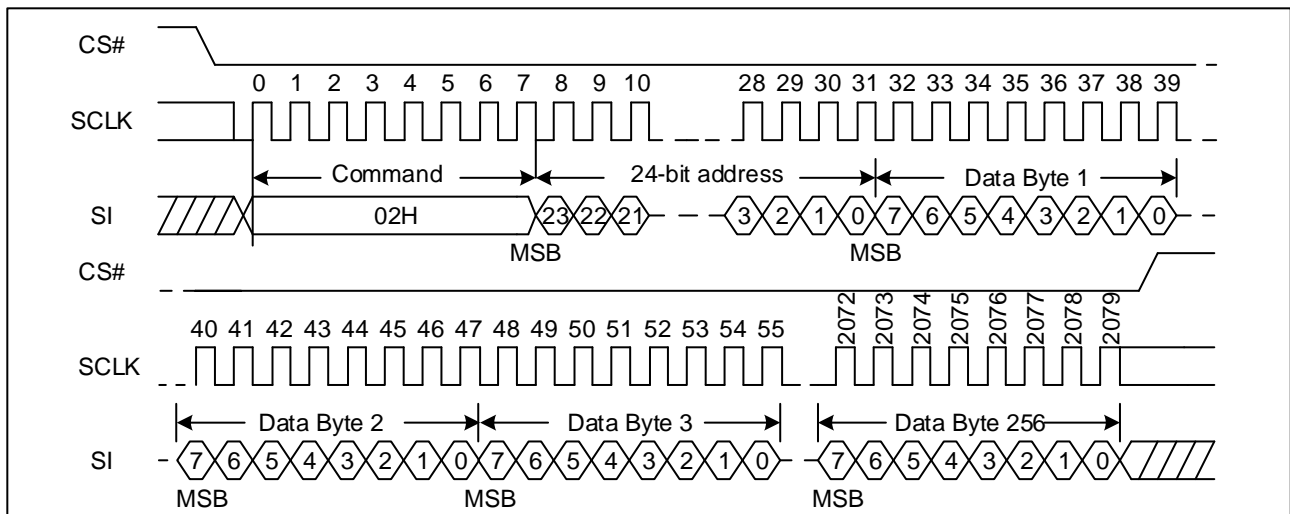 CS#
0 1 2 3 4 5 6 7 8 9 10 28 29 30 31 32 33 34 35 36 37 38 39
SCLK
Command 24-bit address Data Byte 1
SI 02H 23 22 21 3 2 1 0 7 6 5 4 3 2 1 0
MSB MSB
CS#
40 41 42 43 44 45 46 47 48 49 50 51 52 53 54 55 2072 2073 2074 2075 2076 2077 2078 2079
SCLK
Data Byte 2 Data Byte 3 Data Byte 256
SI 7 6 5 4 3 2 1 0 7 6 5 4 3 2 1 0 7 6 5 4 3 2 1 0
MSB MSB MSB